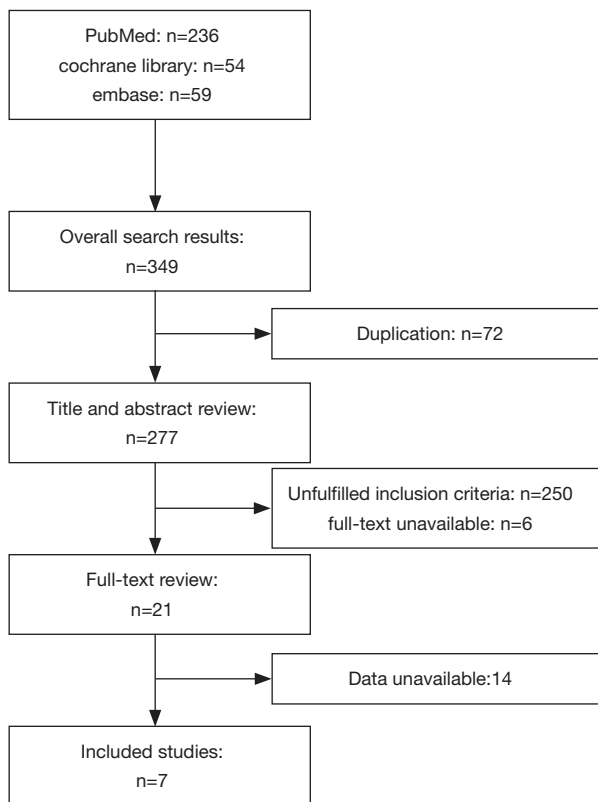 PubMed: n=236
cochrane library: n=54
embase: n=59
Overall search results:
n=349
Duplication: n=72
Title and abstract review:
n=277
Unfulfilled inclusion criteria: n=250
full-text unavailable: n=6
Full-text review:
n=21
Data unavailable:14
Included studies:
n=7